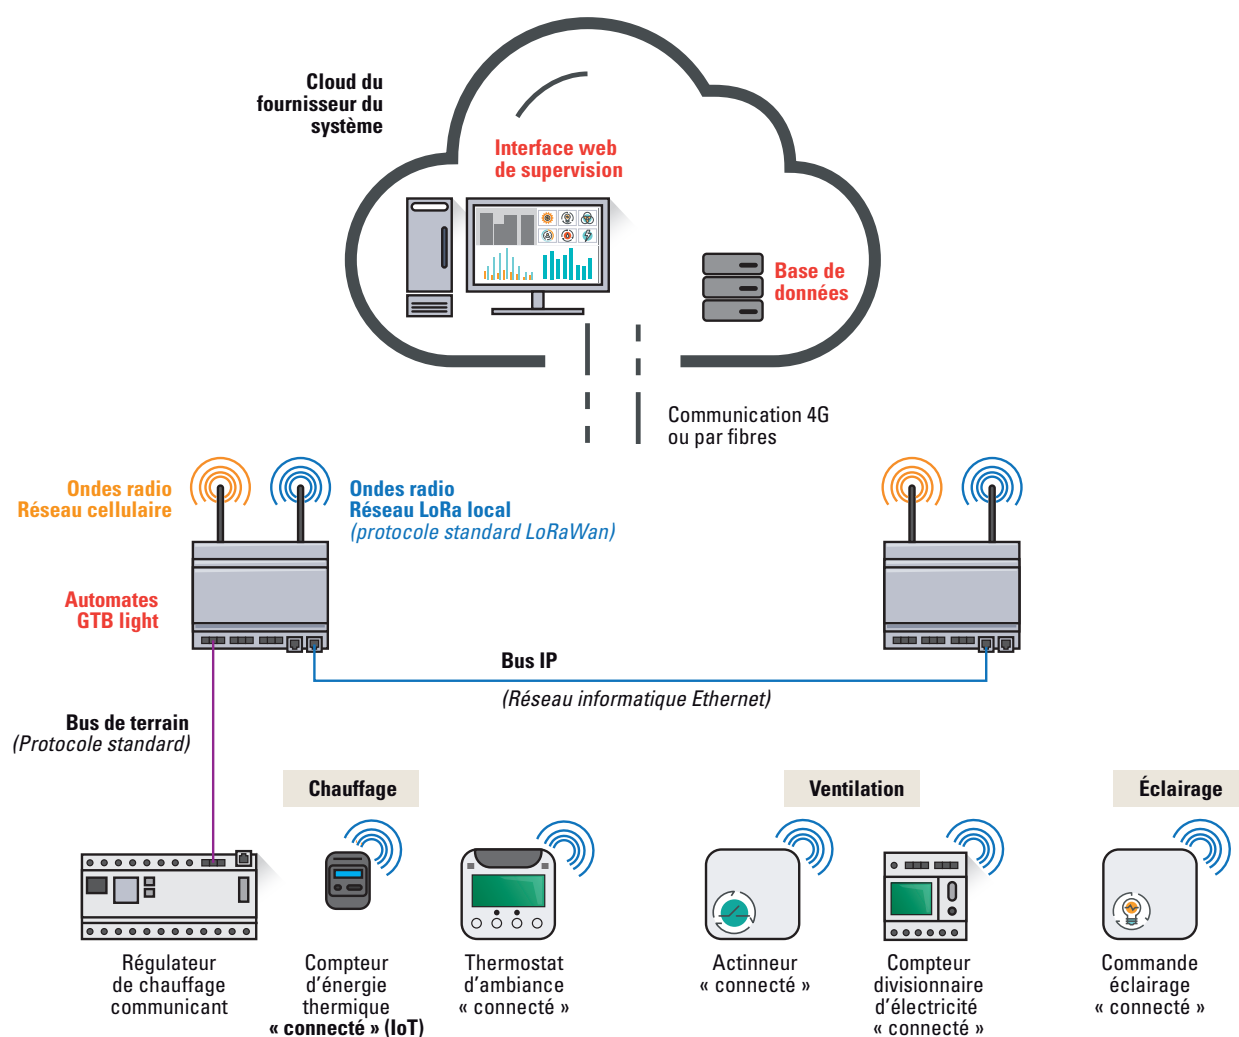 Cloud du
fournisseur du
système
Interface web
de supervision
Base de
données
Communication 4G
ou par fibres
Ondes radio
Réseau cellulaire
Ondes radio
Réseau LoRa local
(protocole standard LoRaWan)
Automates
GTB light
Bus IP
(Réseau informatique Ethernet)
Bus de terrain
(Protocole standard)
Chauffage
Ventilation
Éclairage
Régulateur
de chauffage
communicant
Compteur
d'énergie
thermique
« connecté » (IoT)
Thermostat
d'ambiance
« connecté »
Actinneur
« connecté »
Compteur
divisionnaire
d'électricité
« connecté »
Commande
éclairage
« connecté »